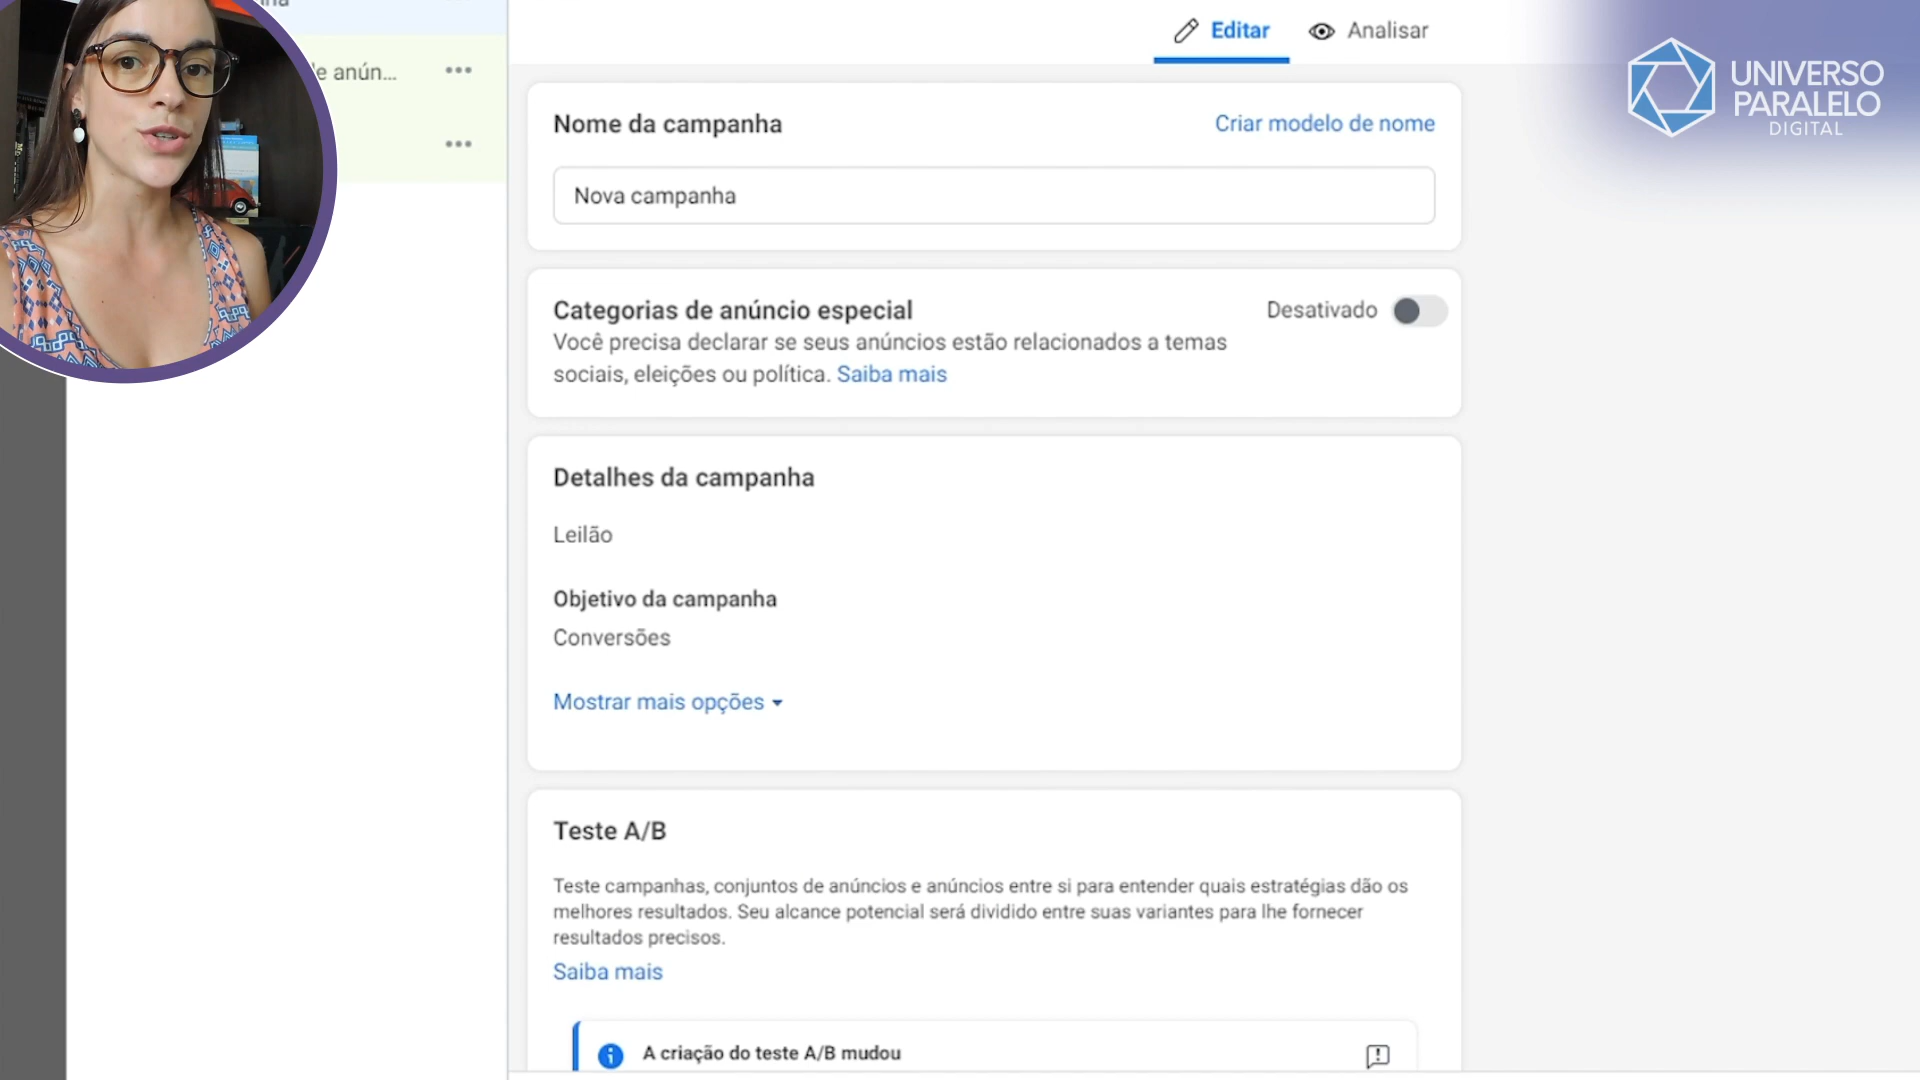 e anún...
Editar
Analisar
UNIVERSO
PARALELO
DIGITAL
Nome da campanha
Criar modelo de nome
Nova campanha
Categorias de anúncio especial
Desativado
Você precisa declarar se seus anúncios estão relacionados a temas
sociais, eleições ou política. Saiba mais
Detalhes da campanha
Leilão
Objetivo da campanha
Conversões
Mostrar mais opções
Teste A/B
Teste campanhas, conjuntos de anúncios e anúncios entre si para entender quais estratégias dão os
melhores resultados. Seu alcance potencial será dividido entre suas variantes para lhe fornecer
resultados precisos.
Saiba mais
A criação do teste A/B mudou